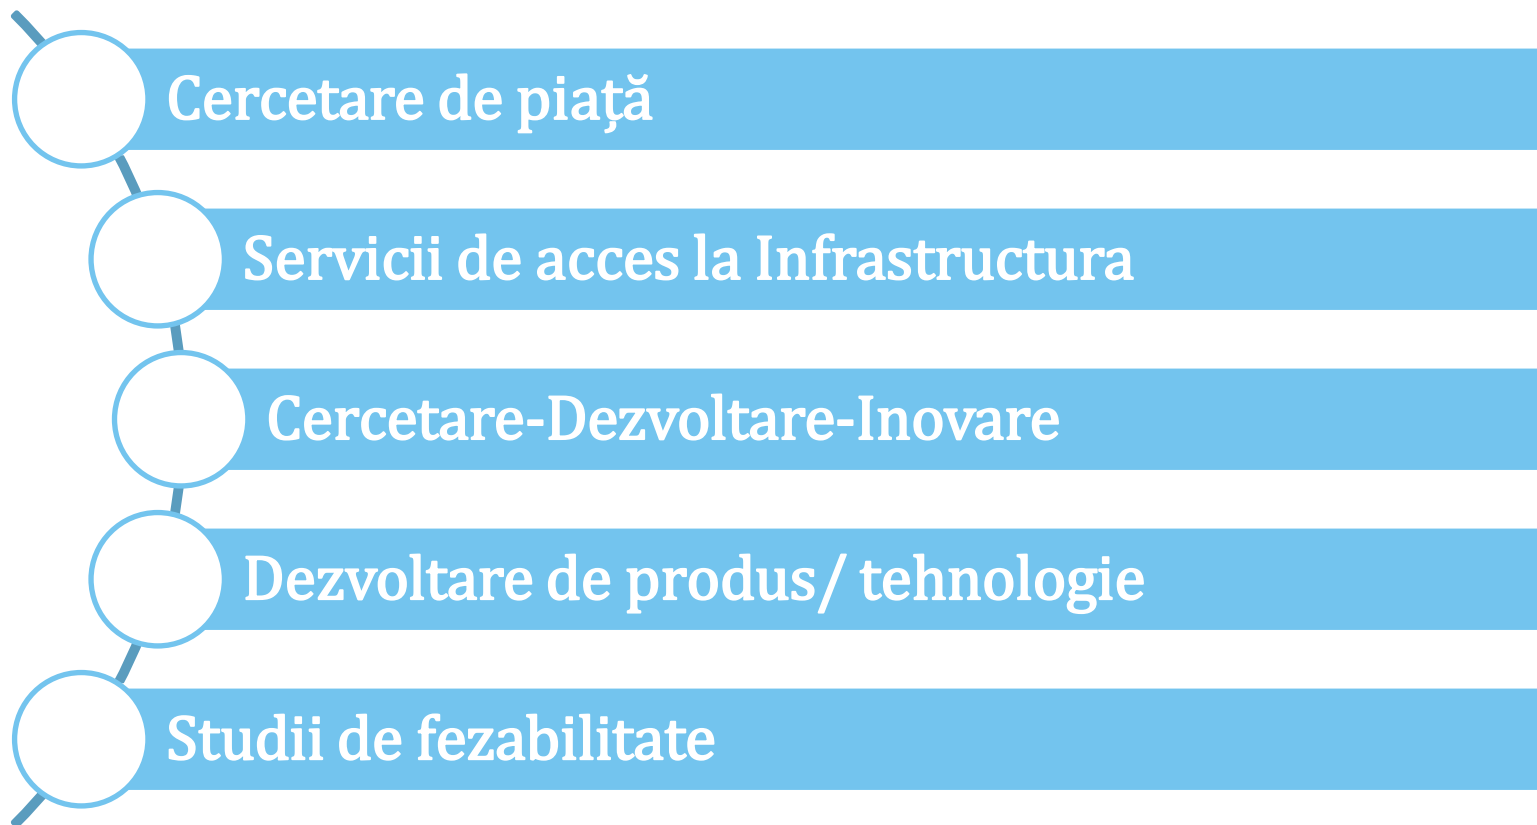 Cercetare de piață
Servicii de acces la Infrastructura
Cercetare-Dezvoltare-Inovare
Dezvoltare de produs/ tehnologie
Studii de fezabilitate